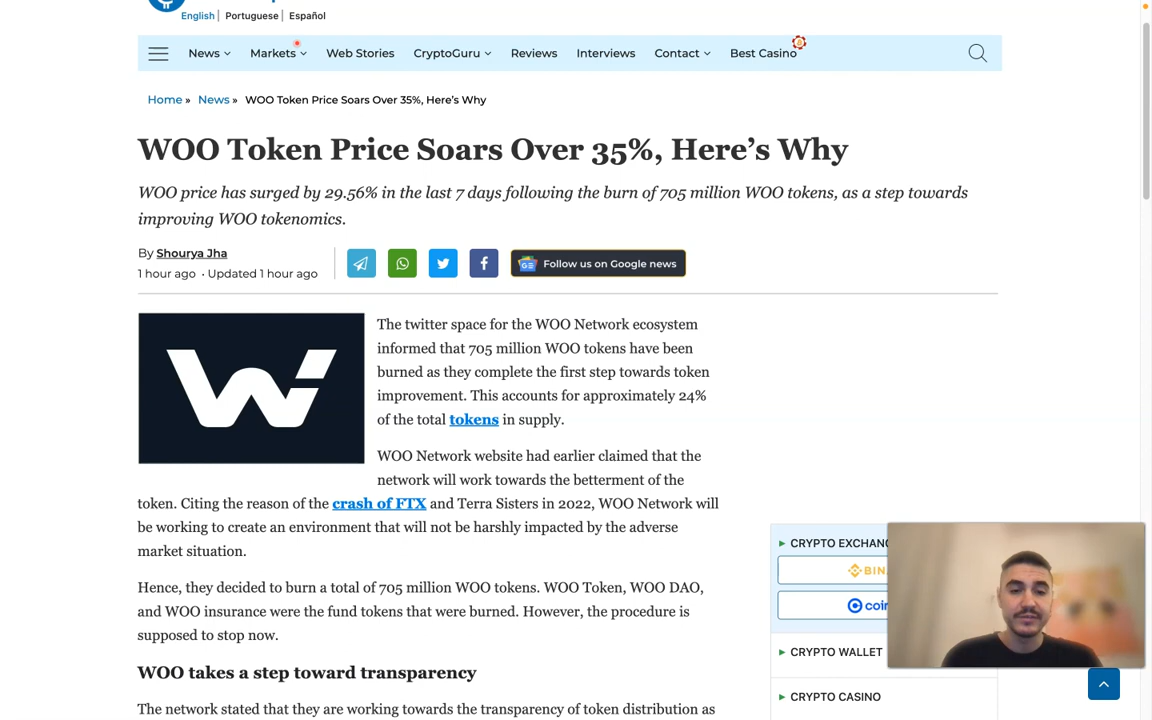 English | Portuguese | Español
News Markets Web Stories CryptoGuru Reviews Interviews Contact Best Casino
Home » News » WOO Token Price Soars Over 35%, Here’s Why
WOO Token Price Soars Over 35%, Here’s Why
WOO price has surged by 29.56% in the last 7 days following the burn of 705 million WOO tokens, as a step towards
improving WOO tokenomics.
By Shourya Jha
1 hour ago · Updated 1 hour ago
Follow us on Google news
The twitter space for the WOO Network ecosystem
informed that 705 million WOO tokens have been
burned as they complete the first step towards token
improvement. This accounts for approximately 24%
of the total tokens in supply.
WOO Network website had earlier claimed that the
network will work towards the betterment of the
token. Citing the reason of the crash of FTX and Terra Sisters in 2022, WOO Network will
be working to create an environment that will not be harshly impacted by the adverse
market situation.
Hence, they decided to burn a total of 705 million WOO tokens. WOO Token, WOO DAO,
and WOO insurance were the fund tokens that were burned. However, the procedure is
supposed to stop now.
WOO takes a step toward transparency
The network stated that they are working towards the transparency of token distribution as
CRYPTO EXCHAN
BIN
coin
CRYPTO WALLET
CRYPTO CASINO